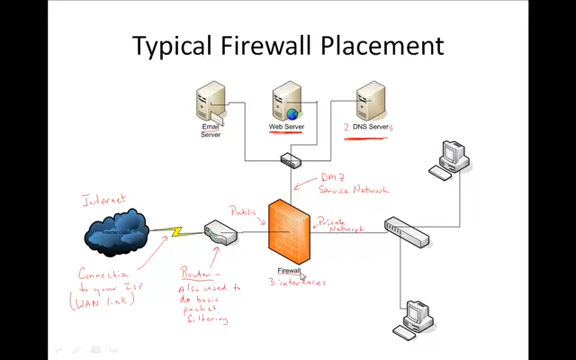 Typical Firewall Placement
Email
Server
Web Server
2 DNS Servers
DMZ
Service Network
Internet
Public
Private
Network
Connection
to your ISP
(WAN link)
Router -
Also used to
do basic
packet
filtering
Firewall
3 interfaces